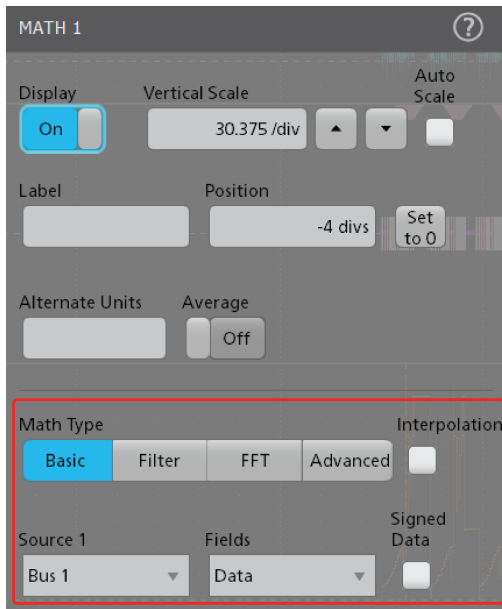 MATH 1 ?
Auto
Display Vertical Scale Scale
On 30.375 /div
Label Position
-4 divs Set
to 0
Alternate Units Average
Off
Math Type Interpolation
Basic Filter FFT Advanced
Signed
Source 1 Fields Data
Bus 1 Data